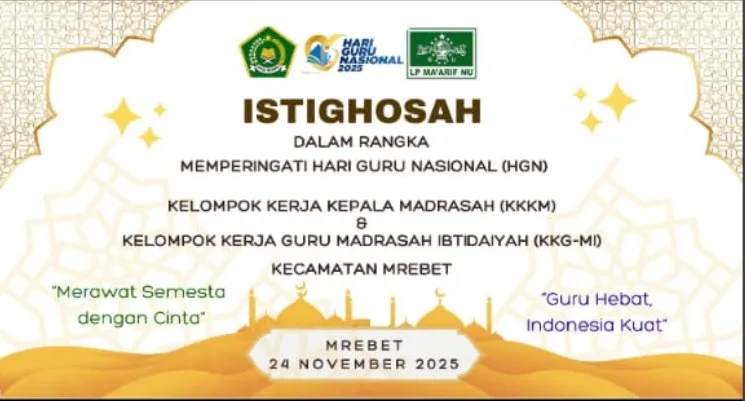 HARI
GURU
NASIONAL
2025
LP MA'ARIF NU
ISTIGHOSAH
DALAM RANGKA
MEMPERINGATI HARI GURU NASIONAL (HGN)
KELOMPOK KERJA KEPALA MADRASAH (KKKM)
&
KELOMPOK KERJA GURU MADRASAH IBTIDAIYAH (KKG-MI)
KECAMATAN MREBET
"Merawat Semesta
dengan Cinta"
"Guru Hebat,
Indonesia Kuat"
MREBET
24 NOVEMBER 2025